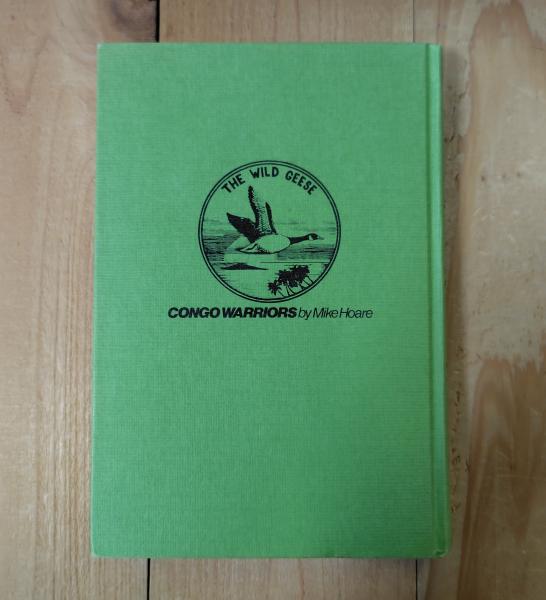 THE WILD GEESE
CONGO WARRIORS by Mike Hoare